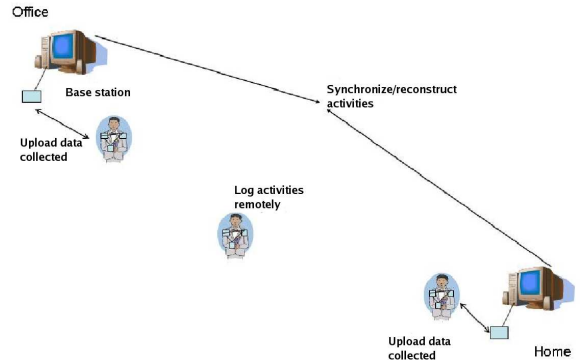 Office
Base station
Synchronize/reconstruct
activities
Upload data
collected
Log activities
remotely
Upload data
collected
Home